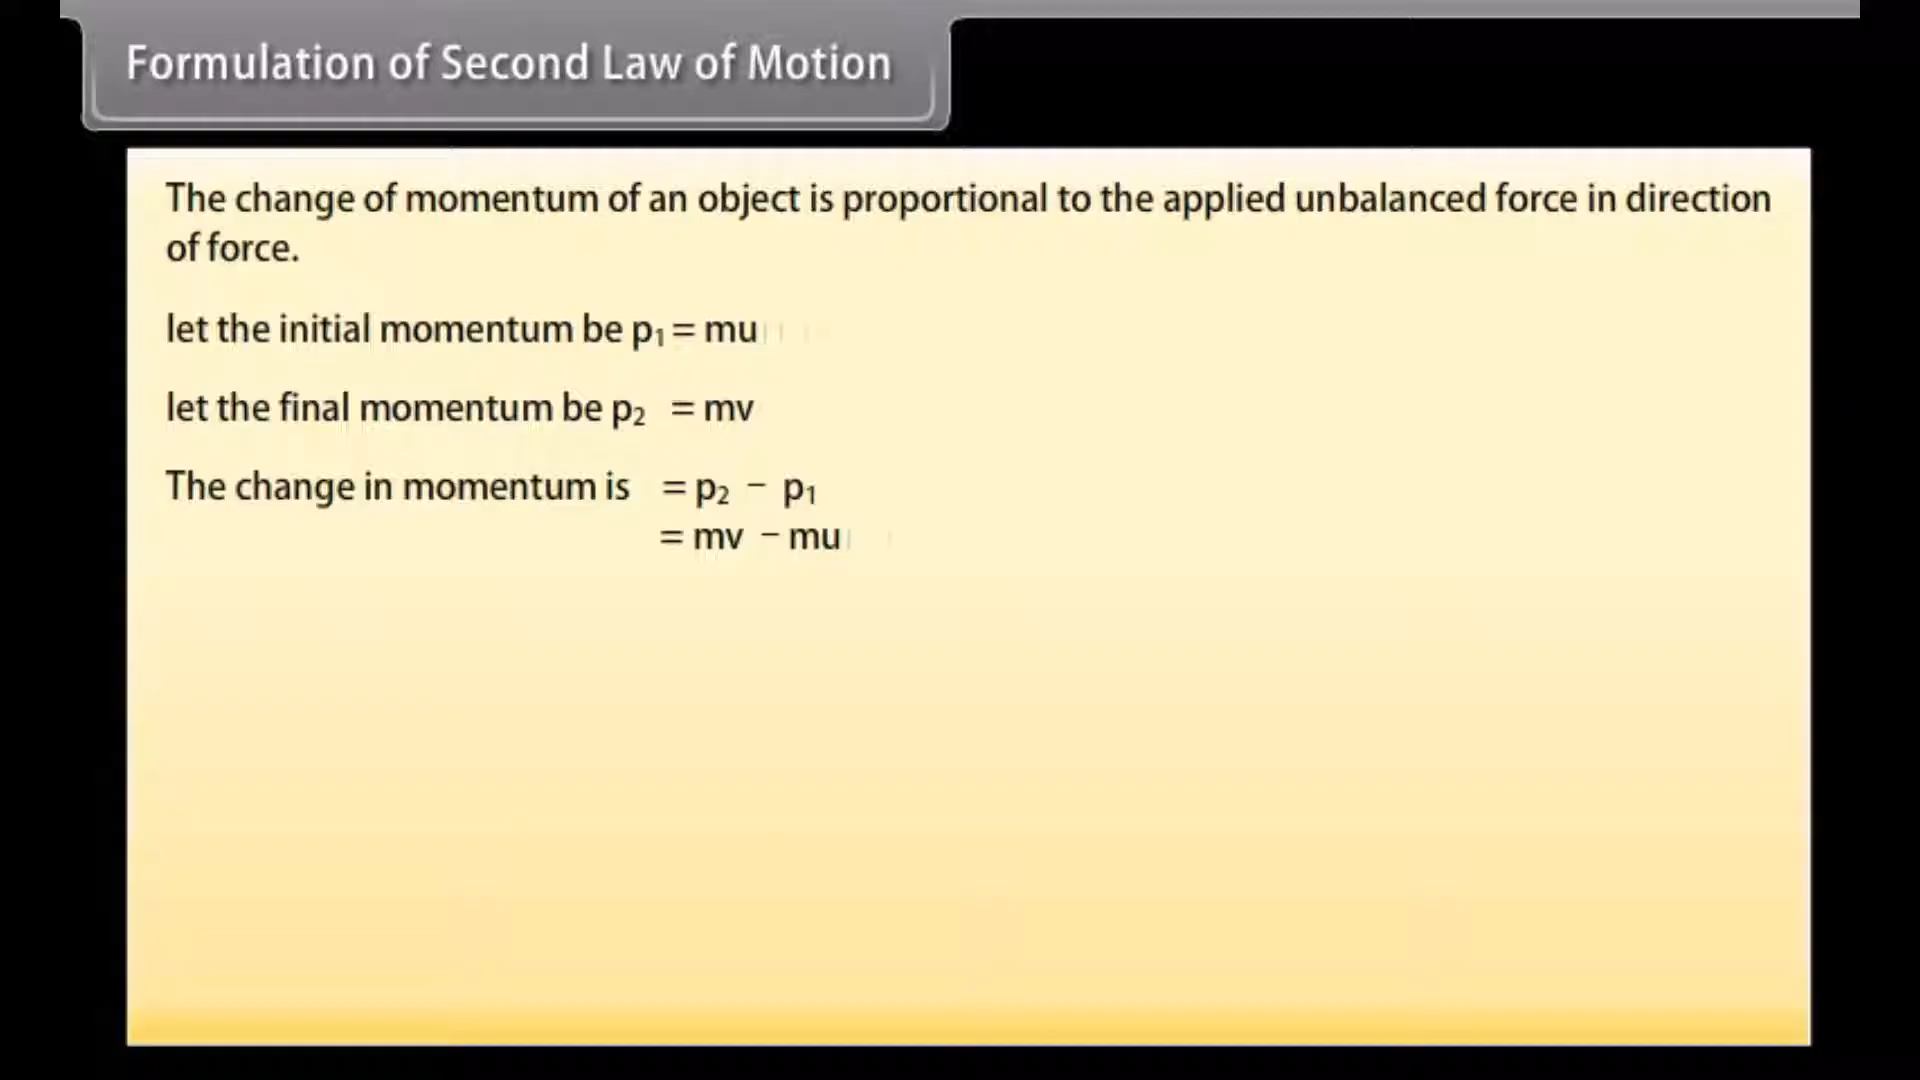 Formulation of Second Law of Motion
The change of momentum of an object is proportional to the applied unbalanced force in direction
of force.
let the initial momentum be p₁ = mu
let the final momentum be p₂ = mv
The change in momentum is = p₂ − p₁
= mv − mu